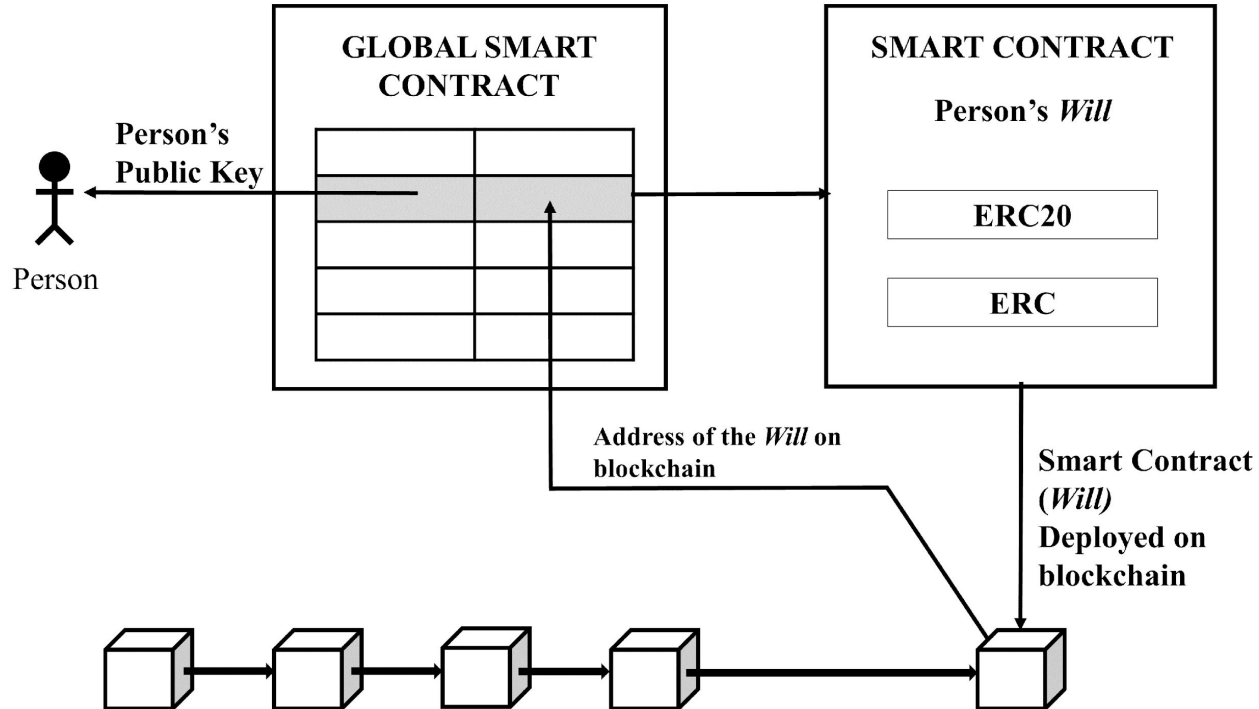 GLOBAL SMART
CONTRACT
SMART CONTRACT
Person's Will
Person's
Public Key
ERC20
ERC
Person
Address of the Will on
blockchain
Smart Contract
(Will)
Deployed on
blockchain